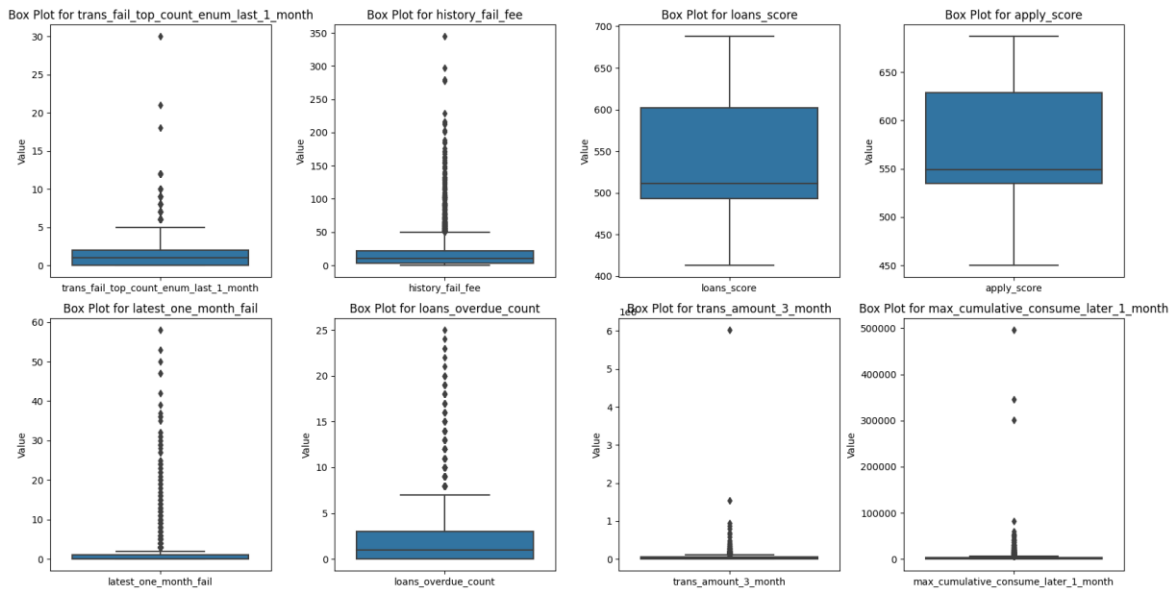 Box Plot for trans_fail_top_count_enum_last_1_month
30
25
20
15
10
5
0
Value
trans_fail_top_count_enum_last_1_month
Box Plot for history_fail_fee
350
300
250
200
150
100
50
0
Value
history_fail_fee
Box Plot for loans_score
700
650
600
550
500
450
400
Value
loans_score
Box Plot for apply_score
650
600
550
500
450
Value
apply_score
Box Plot for latest_one_month_fail
60
50
40
30
20
10
0
Value
latest_one_month_fail
Box Plot for loans_overdue_count
25
20
15
10
5
0
Value
loans_overdue_count
Box Plot for trans_amount_3_month
1e6
6
5
4
3
2
1
0
Value
trans_amount_3_month
Box Plot for max_cumulative_consume_later_1_month
500000
400000
300000
200000
100000
0
Value
max_cumulative_consume_later_1_month